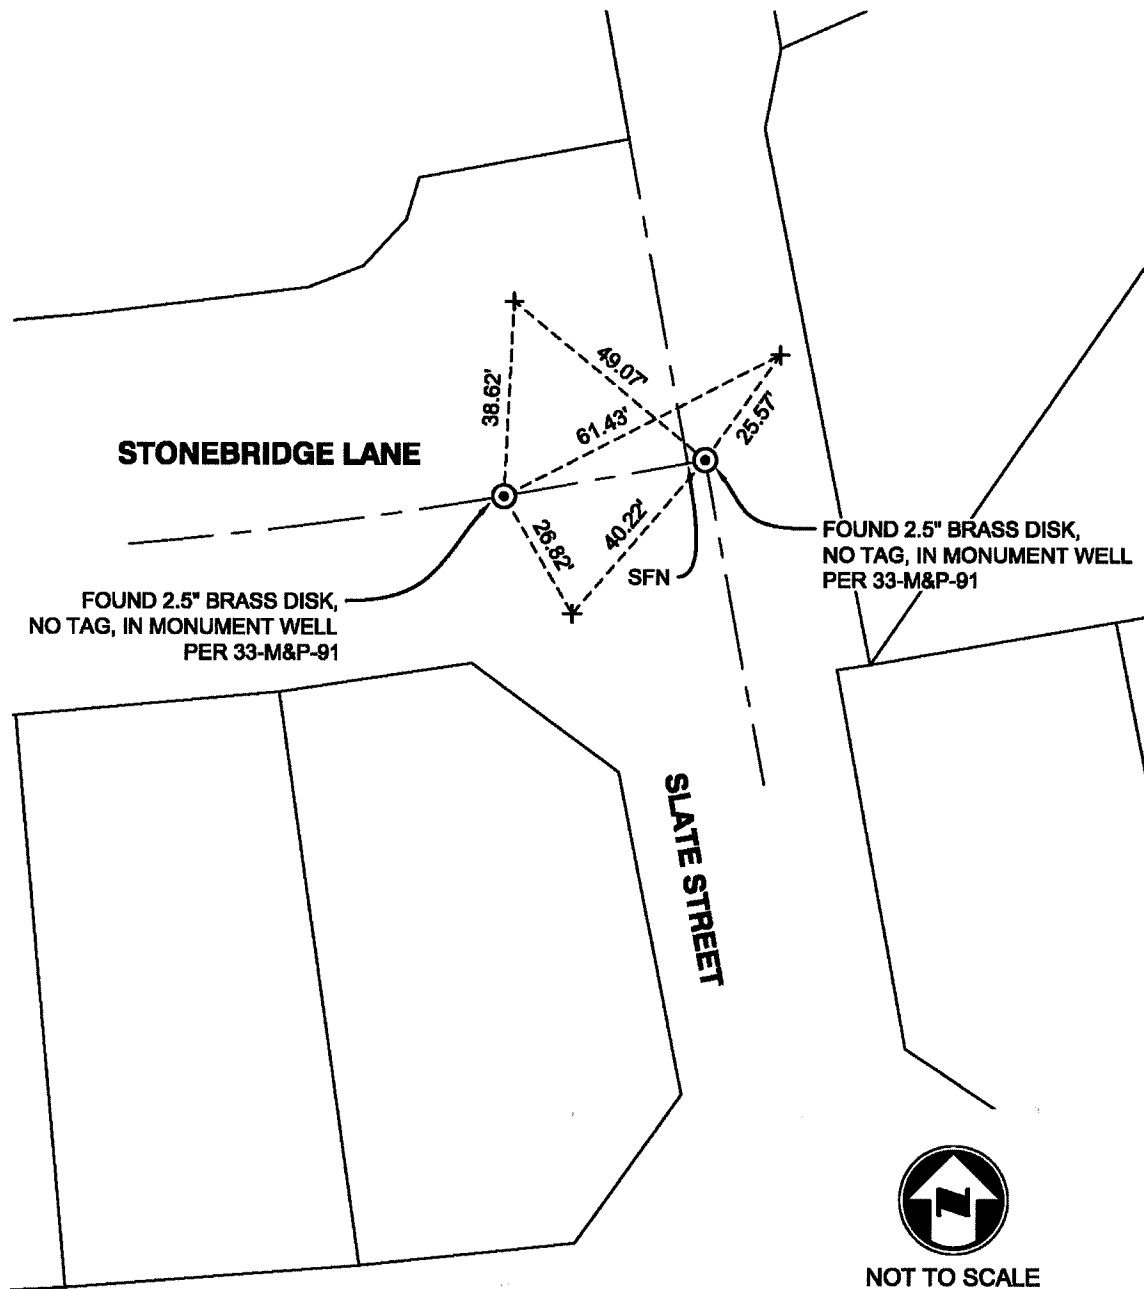 49.07'
38.62'
61.43'
25.57'
STONEBRIDGE LANE
26.82'
40.22'
SFN
FOUND 2.5" BRASS DISK,
NO TAG, IN MONUMENT WELL
PER 33-M&P-91
FOUND 2.5" BRASS DISK,
NO TAG, IN MONUMENT WELL
PER 33-M&P-91
SLATE STREET
N
NOT TO SCALE